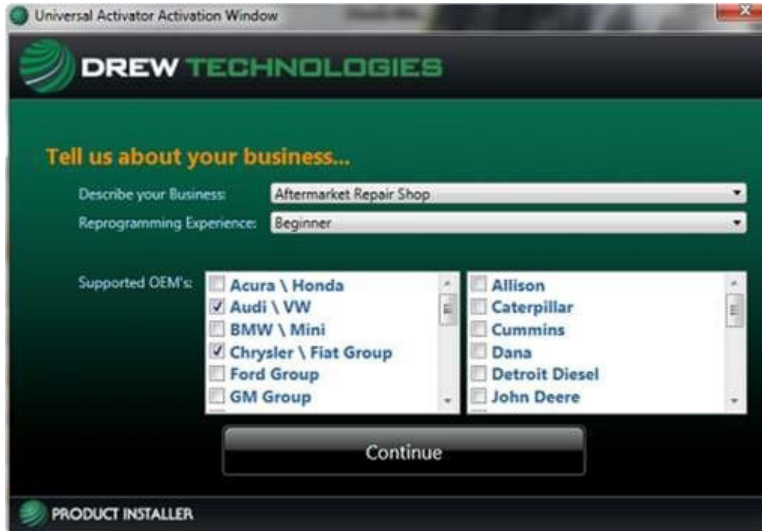 Universal Activator Activation Window
DREW TECHNOLOGIES
Tell us about your business...
Describe your Business: Aftermarket Repair Shop
Reprogramming Experience: Beginner
Supported OEM's:
Acura \ Honda
Audi \ VW
BMW \ Mini
Chrysler \ Fiat Group
Ford Group
GM Group
Allison
Caterpillar
Cummins
Dana
Detroit Diesel
John Deere
Continue
PRODUCT INSTALLER